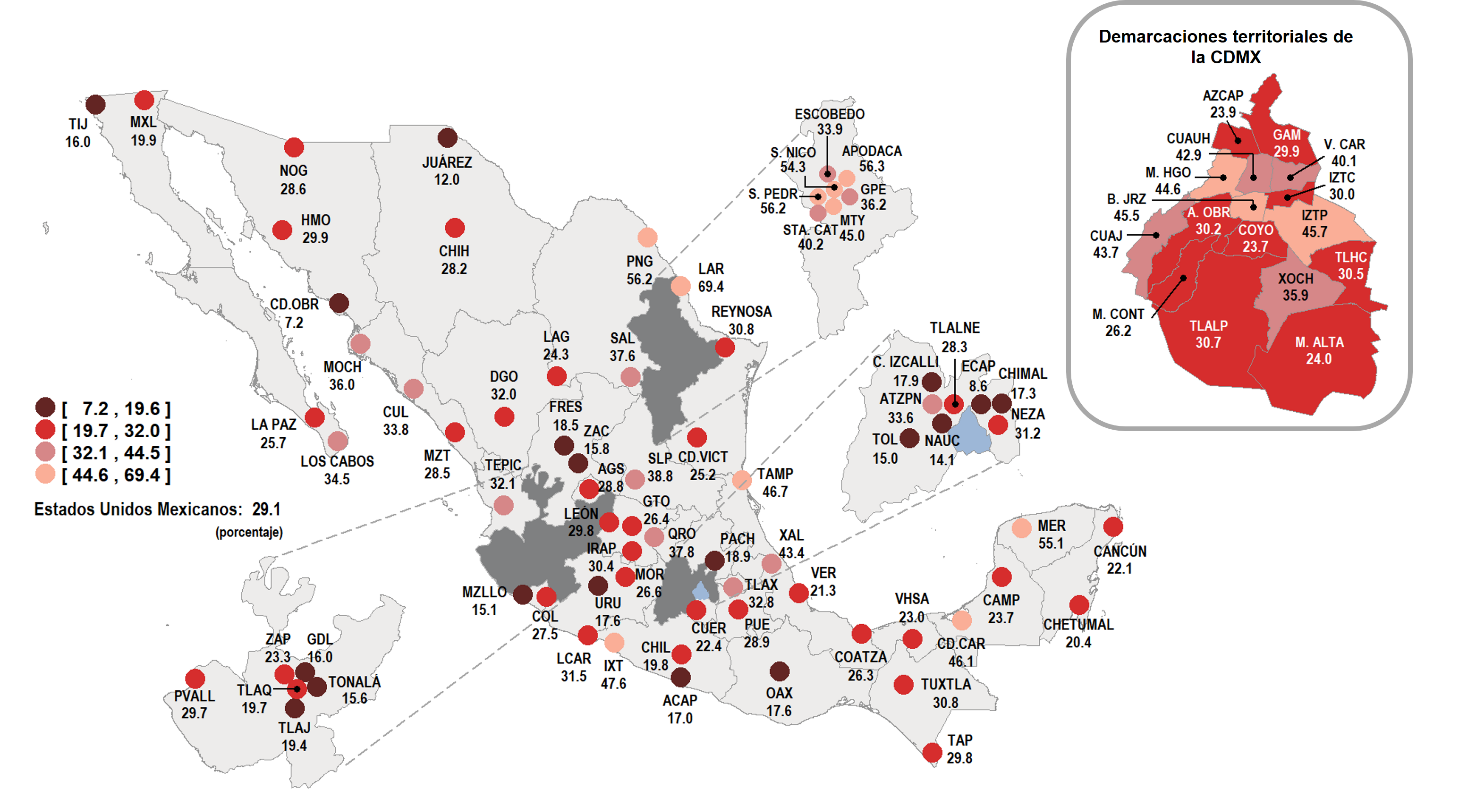 Demarcaciones territoriales de
la CDMX
AZCAP
23.9
GAM
29.9
CUAUH
42.9
V. CAR
40.1
M. HGO
44.6
IZTC
30.0
B. JRZ
45.5
A. OBR
30.2
IZTP
45.7
COYO
23.7
CUAJ
43.7
TLHC
30.5
XOCH
35.9
M. CONT
26.2
TLALP
30.7
M. ALTA
24.0
TIJ
16.0
MXL
19.9
NOG
28.6
JUÁREZ
12.0
HMO
29.9
CHIH
28.2
CD.OBR
7.2
MOCH
36.0
CUL
33.8
LA PAZ
25.7
LOS CABOS
34.5
MZT
28.5
DGO
32.0
LAG
24.3
SAL
37.6
PNG
56.2
LAR
69.4
REYNOSA
30.8
ESCOBEDO
33.9
S. NICO
54.3
APODACA
56.3
S. PEDR
56.2
GPE
36.2
STA. CAT
40.2
MTY
45.0
FRES
18.5
ZAC
15.8
TEPIC
32.1
AGS
28.8
SLP
38.8
CD.VICT
25.2
TAMP
46.7
LEÓN
29.8
GTO
26.4
QRO
37.8
IRAP
30.4
PACH
18.9
XAL
43.4
MOR
26.6
TLAX
32.8
VER
21.3
MZLLO
15.1
COL
27.5
URU
17.6
CUER
22.4
PUE
28.9
LCAR
31.5
IXT
47.6
CHIL
19.8
ACAP
17.0
OAX
17.6
COATZA
26.3
VHSA
23.0
TUXTLA
30.8
TAP
29.8
CD.CAR
46.1
CAMP
23.7
MER
55.1
CANCÚN
22.1
CHETUMAL
20.4
TLALNE
28.3
C. IZCALLI
17.9
ECAP
8.6
CHIMAL
17.3
ATZPN
33.6
NEZA
31.2
TOL
15.0
NAUC
14.1
[ 7.2 , 19.6 ]
[ 19.7 , 32.0 ]
[ 32.1 , 44.5 ]
[ 44.6 , 69.4 ]
Estados Unidos Mexicanos: 29.1
(porcentaje)
ZAP
23.3
GDL
16.0
PVALL
29.7
TLAQ
19.7
TONALÁ
15.6
TLAJ
19.4